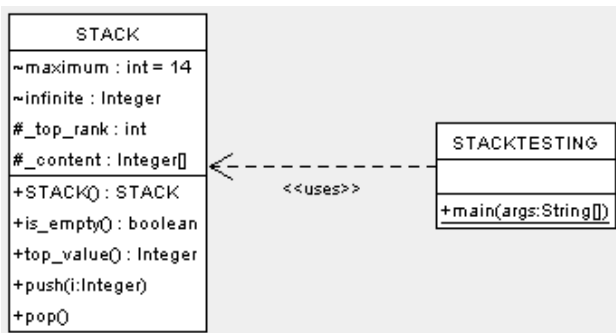 STACK
~maximum : int = 14
~infinite : Integer
#_top_rank : int
#_content : Integer[]
+STACK() : STACK
+is_empty() : boolean
+top_value() : Integer
+push(i:Integer)
+pop()
<<uses>>
STACKTESTING
+main(args:String[])